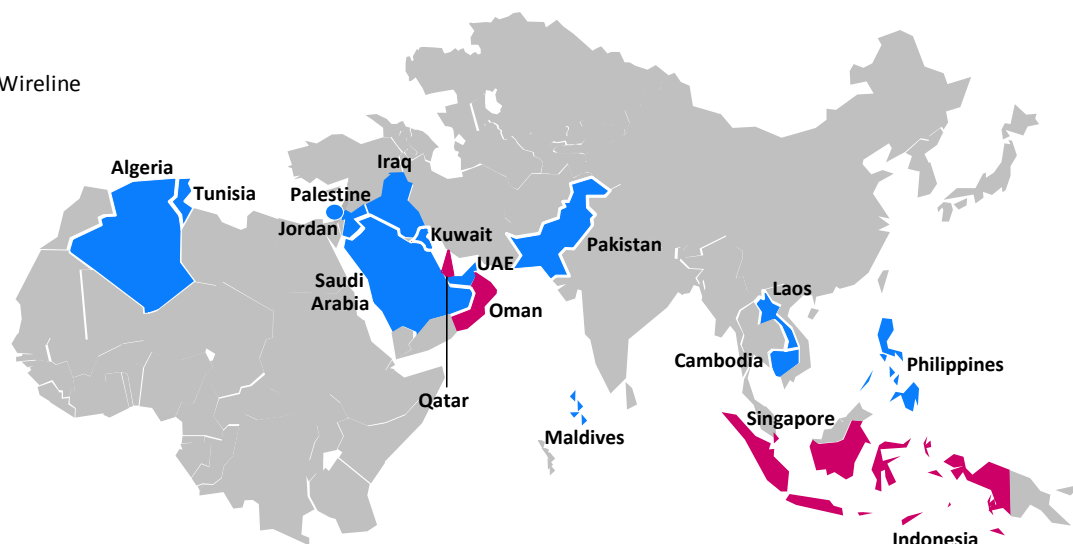 Wireline
Algeria
Tunisia
Iraq
Palestine
Jordan
Kuwait
Pakistan
UAE
Saudi
Arabia
Oman
Laos
Cambodia
Philippines
Qatar
Singapore
Maldives
Indonesia